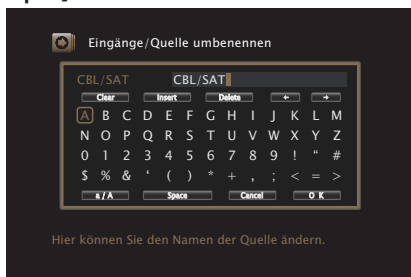 Eingänge/Quelle umbenennen
CBL/SAT CBL/SAT
Clear Insert Delete ← →
A B C D E F G H I J K L M
N O P Q R S T U V W X Y Z
0 1 2 3 4 5 6 7 8 9 ! “ #
$ % & ‘ ( ) * + , ; < = >
a / A Space Cancel O K
Hier können Sie den Namen der Quelle ändern.